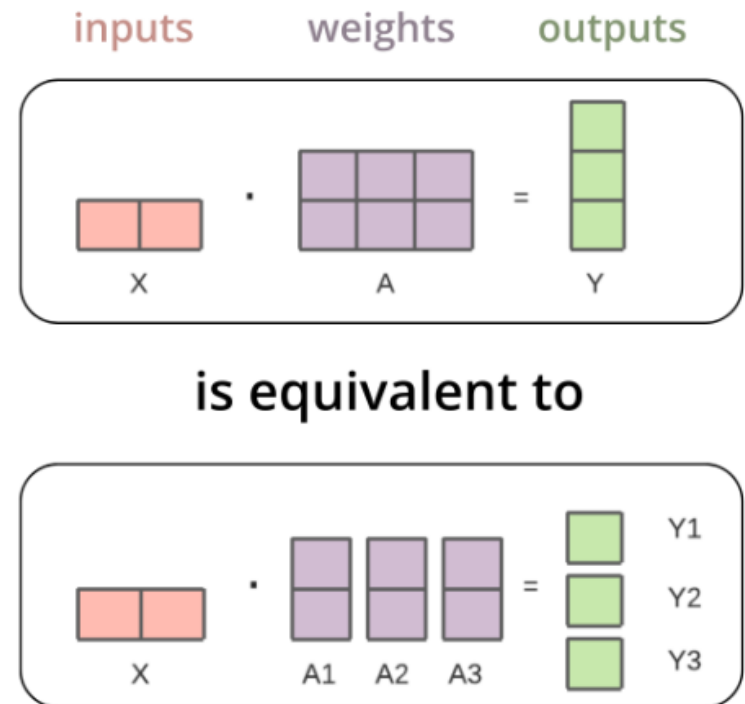 inputs weights outputs
· =
X A Y
is equivalent to
· =
Y1
Y2
Y3
X A1 A2 A3